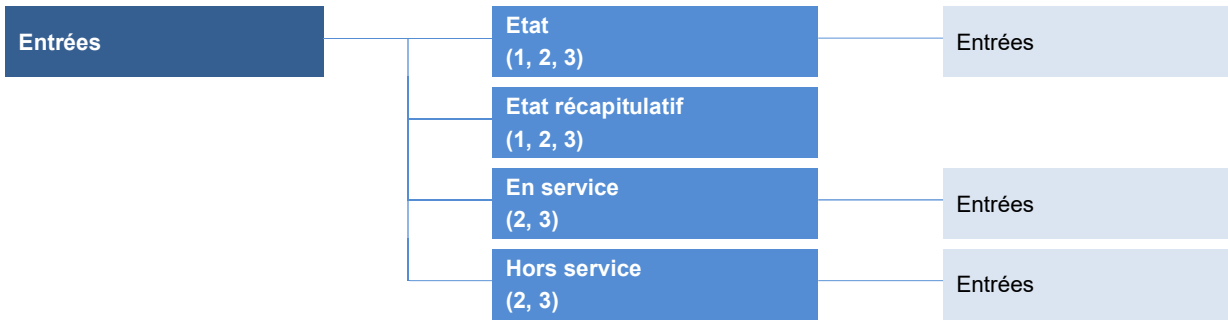 Entrées
Etat
(1, 2, 3)
Entrées
Etat récapitulatif
(1, 2, 3)
En service
(2, 3)
Entrées
Hors service
(2, 3)
Entrées